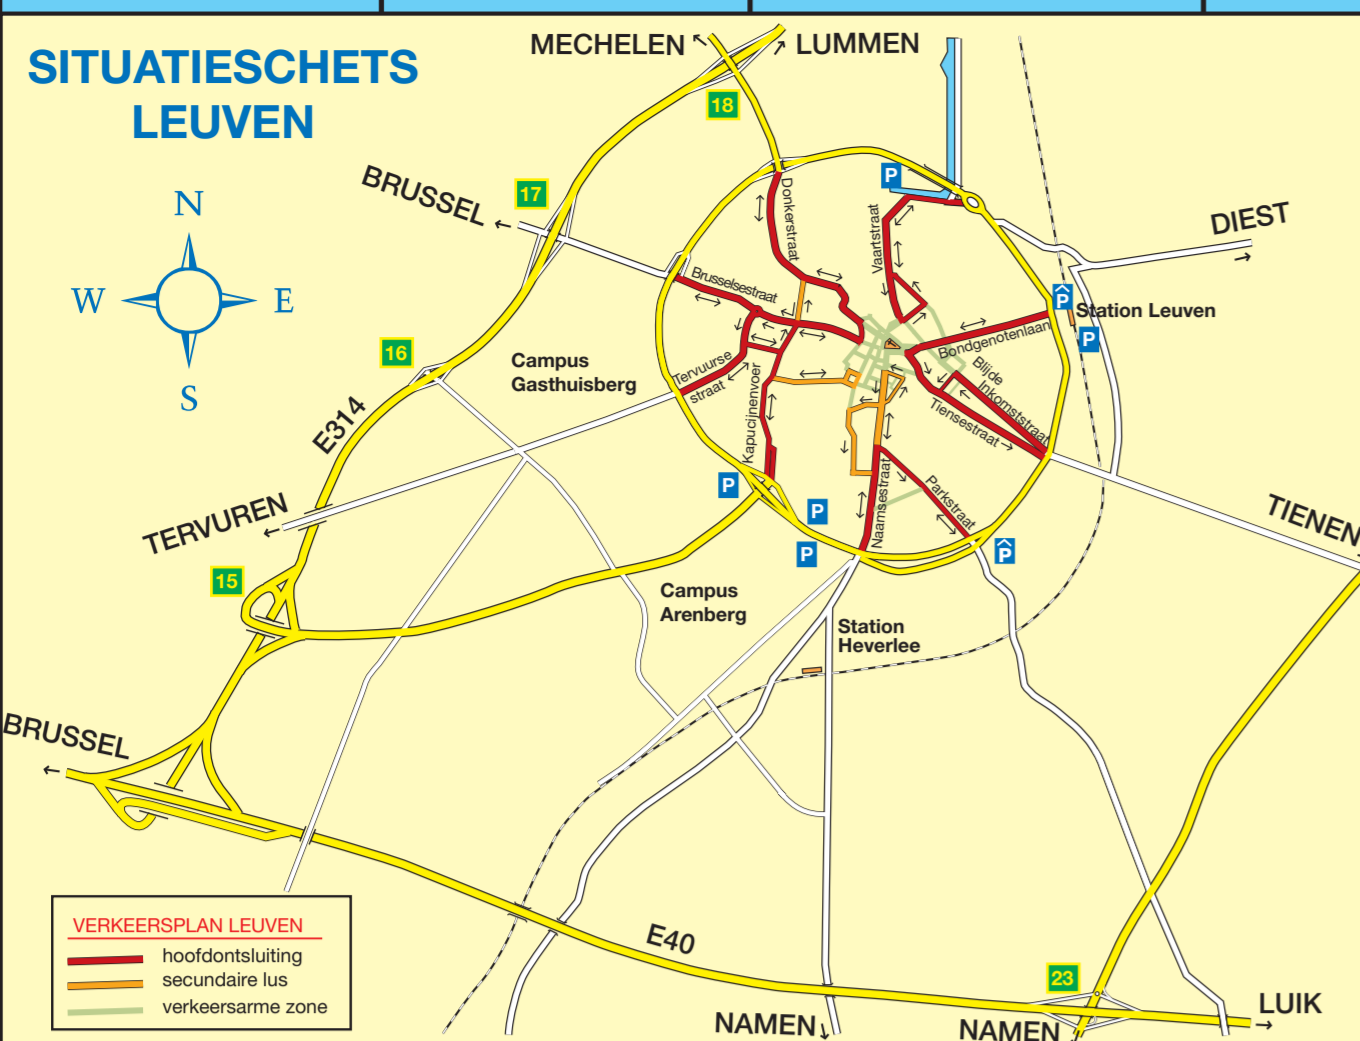 SITUATIESCHETS
LEUVEN
MECHELEN
LUMMEN
18
17
BRUSSEL
N
W
E
S
P
DIEST
Donkerstraat
Vaartstraat
Brusselsestraat
P
Station Leuven
P
Bondgenotenlaan
16
Campus
Gasthuisberg
Tervuurse
straat
Blijde
Inkomststraat
Tiensestraat
Kapucijnenvoer
E314
Naamsestraat
Parkstraat
P
P
P
P
TERVUREN
TIENEN
15
Campus
Arenberg
Station
Heverlee
BRUSSEL
VERKEERSPLAN LEUVEN
hoofdontsluiting
secundaire lus
verkeersarme zone
E40
23
NAMEN
NAMEN
LUIK